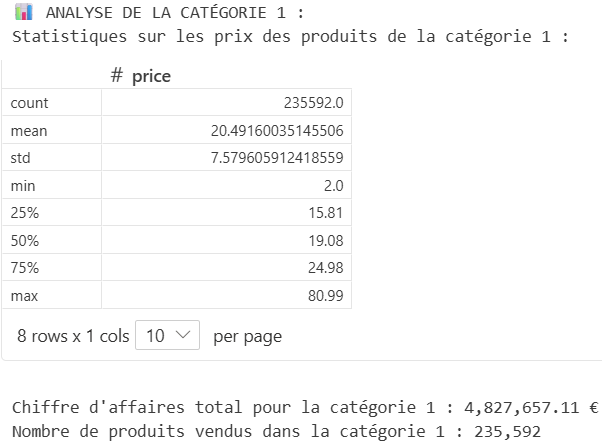 📊 ANALYSE DE LA CATÉGORIE 1 :
Statistiques sur les prix des produits de la catégorie 1 :
# price
count 235592.0
mean 20.49160035145506
std 7.579605912418559
min 2.0
25% 15.81
50% 19.08
75% 24.98
max 80.99
8 rows x 1 cols 10 per page
Chiffre d'affaires total pour la catégorie 1 : 4,827,657.11 €
Nombre de produits vendus dans la catégorie 1 : 235,592